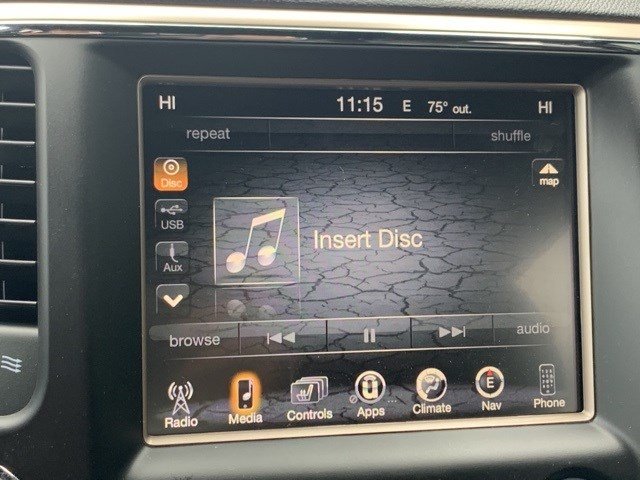 HI 11:15 E 75° out. HI
repeat shuffle
Disc
map
USB
Insert Disc
Aux
browse audio
Radio Media Controls Apps Climate E Nav Phone